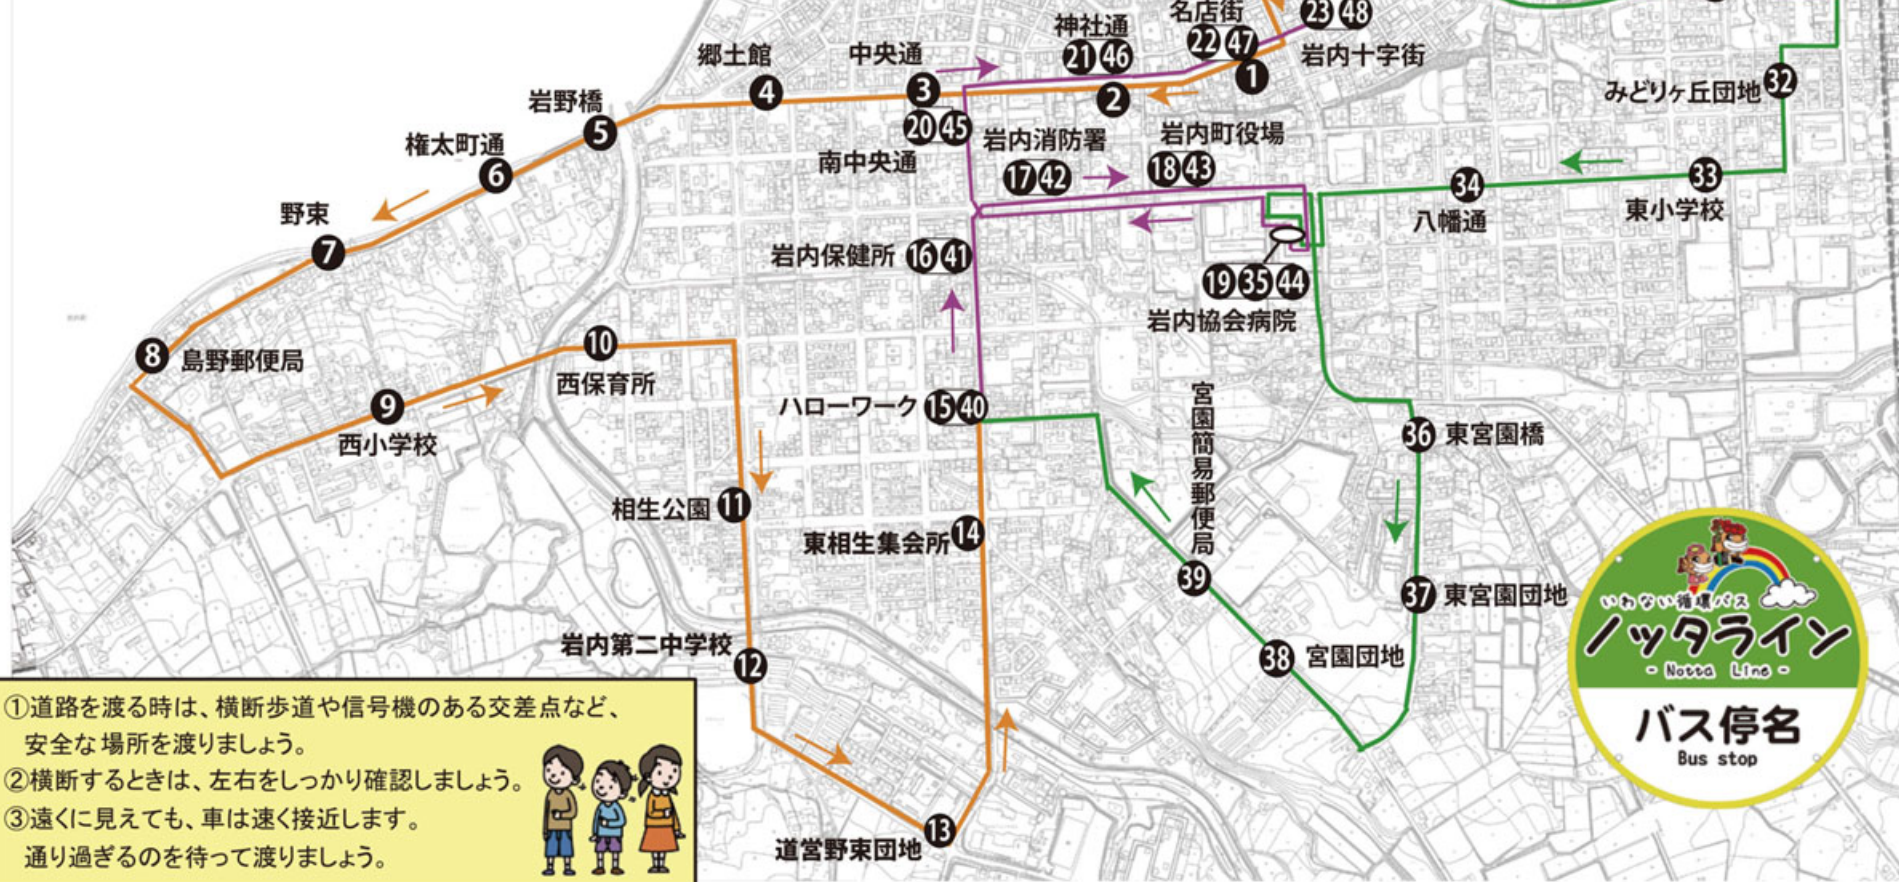 名店街
22 47
23 48
岩内十字街
1
神社通
21 46
2
中央通
3
20 45
南中央通
郷土館
4
岩野橋
5
権太町通
6
野束
7
8
島野郵便局
9
西小学校
10
西保育所
相生公園
11
岩内第二中学校
12
13
道営野束団地
東相生集会所
14
ハローワーク
15 40
岩内保健所
16 41
岩内消防署
17 42
岩内町役場
18 43
19 35 44
岩内協会病院
みどりヶ丘団地
32
33
東小学校
34
八幡通
36
東宮園橋
37
東宮園団地
38
宮園団地
宮園簡易郵便局
39
いわない循環バス
ノッタライン
- Notta Line -
バス停名
Bus stop
①道路を渡る時は、横断歩道や信号機のある交差点など、
安全な場所を渡りましょう。
②横断するときは、左右をしっかり確認しましょう。
③遠くに見えても、車は速く接近します。
通り過ぎるのを待って渡りましょう。